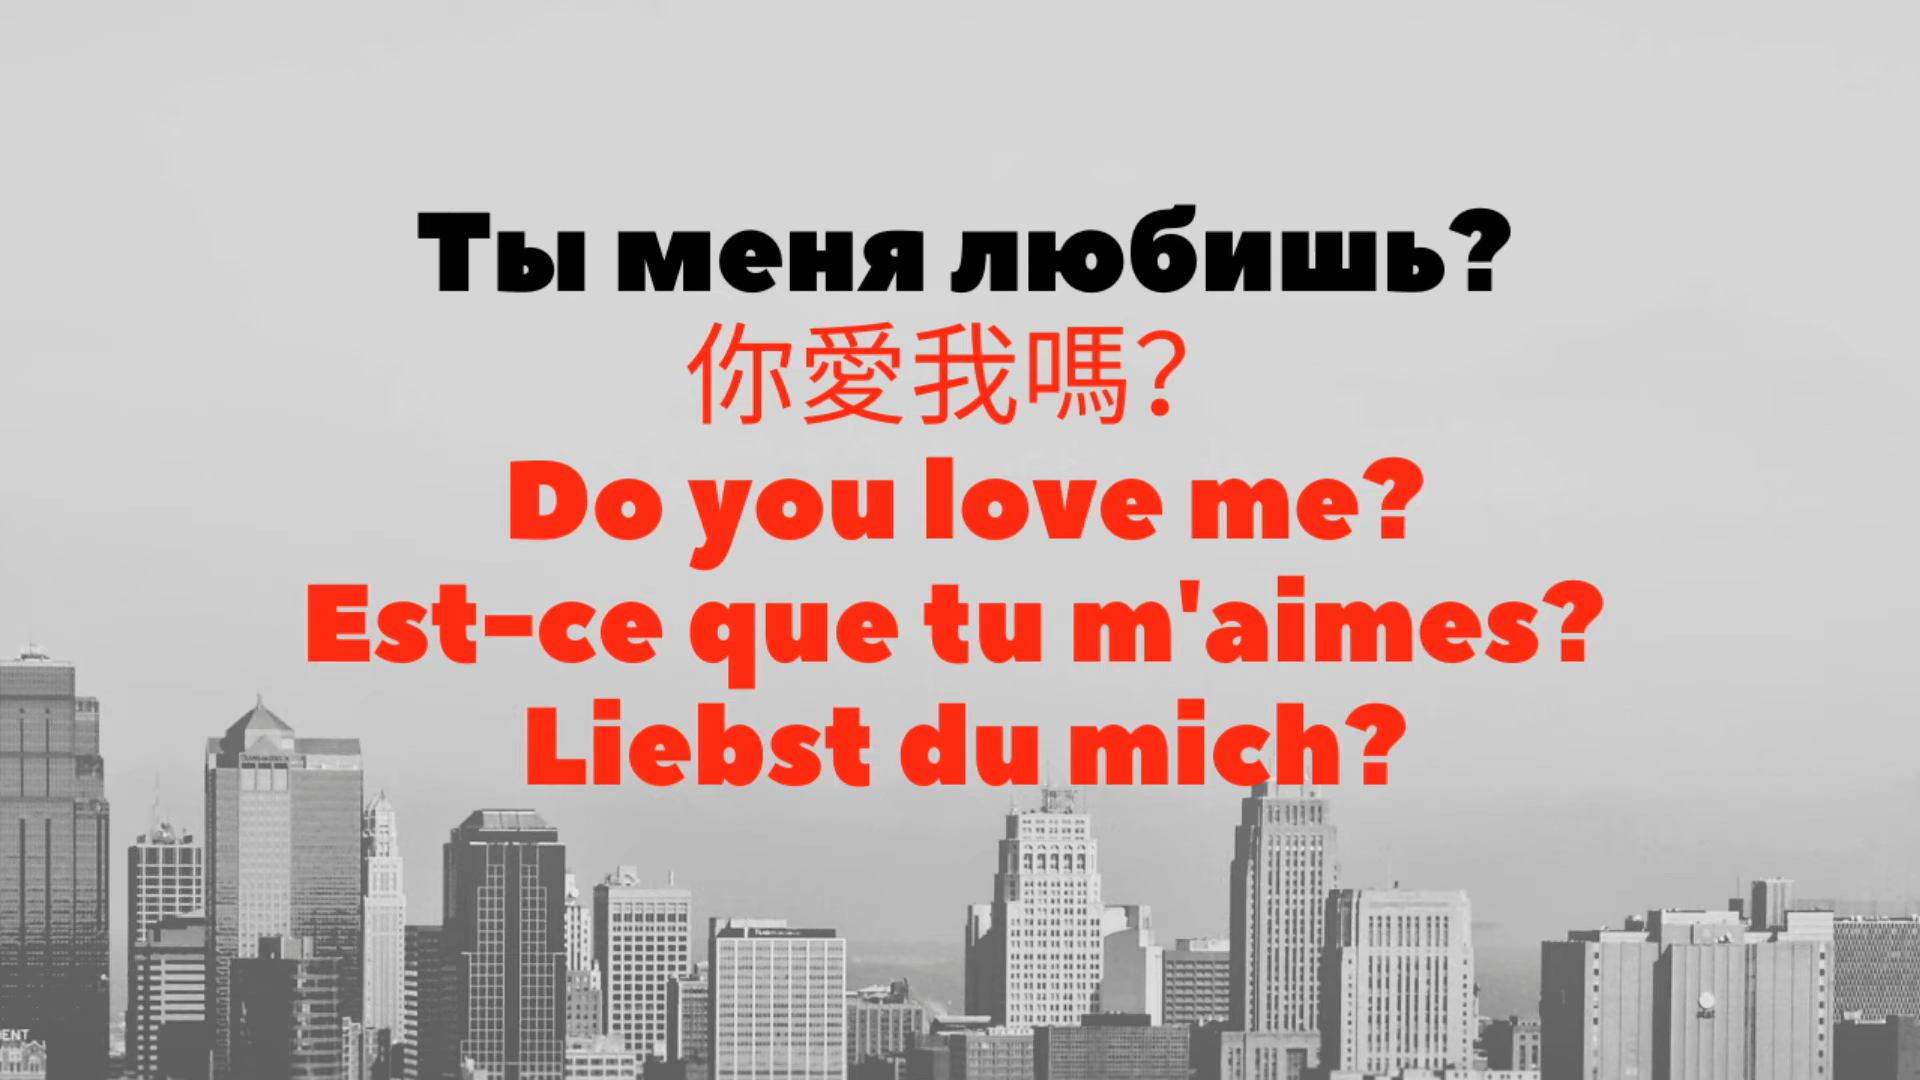 Ты меня любишь?
你愛我嗎？
Do you love me?
Est-ce que tu m'aimes?
Liebst du mich?
ENT